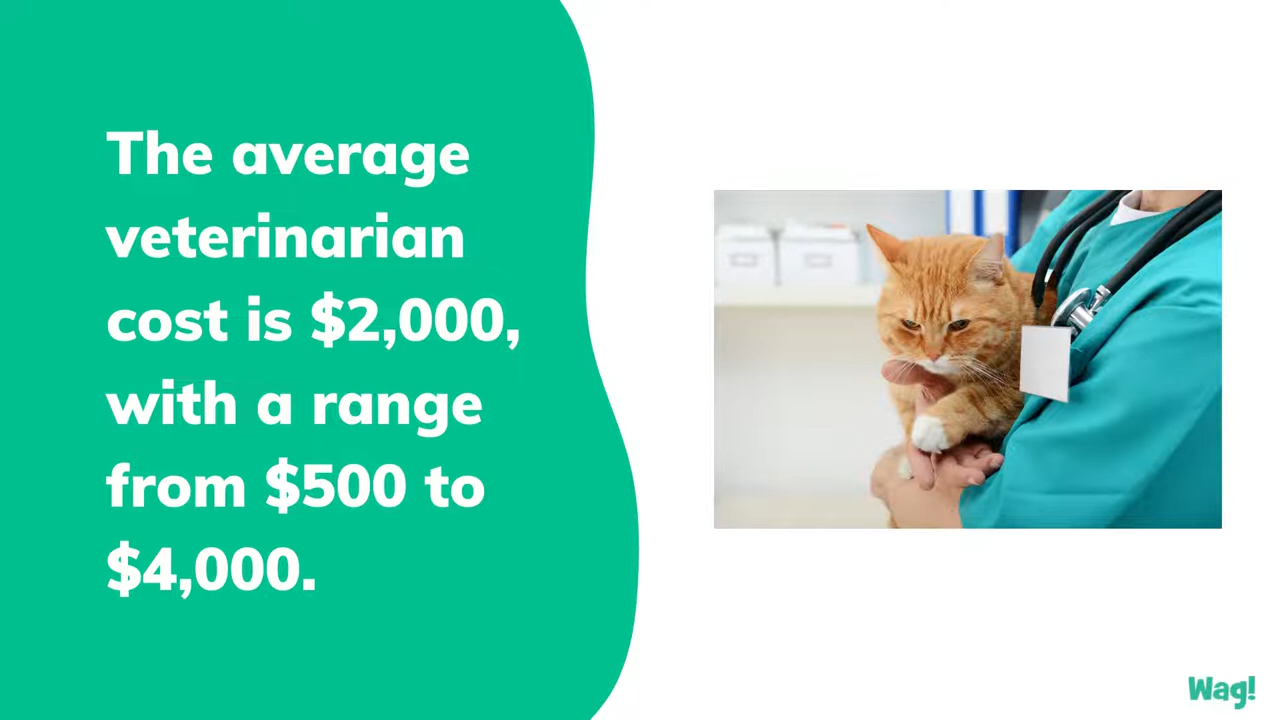 The average
veterinarian
cost is $2,000,
with a range
from $500 to
$4,000.
Wag!